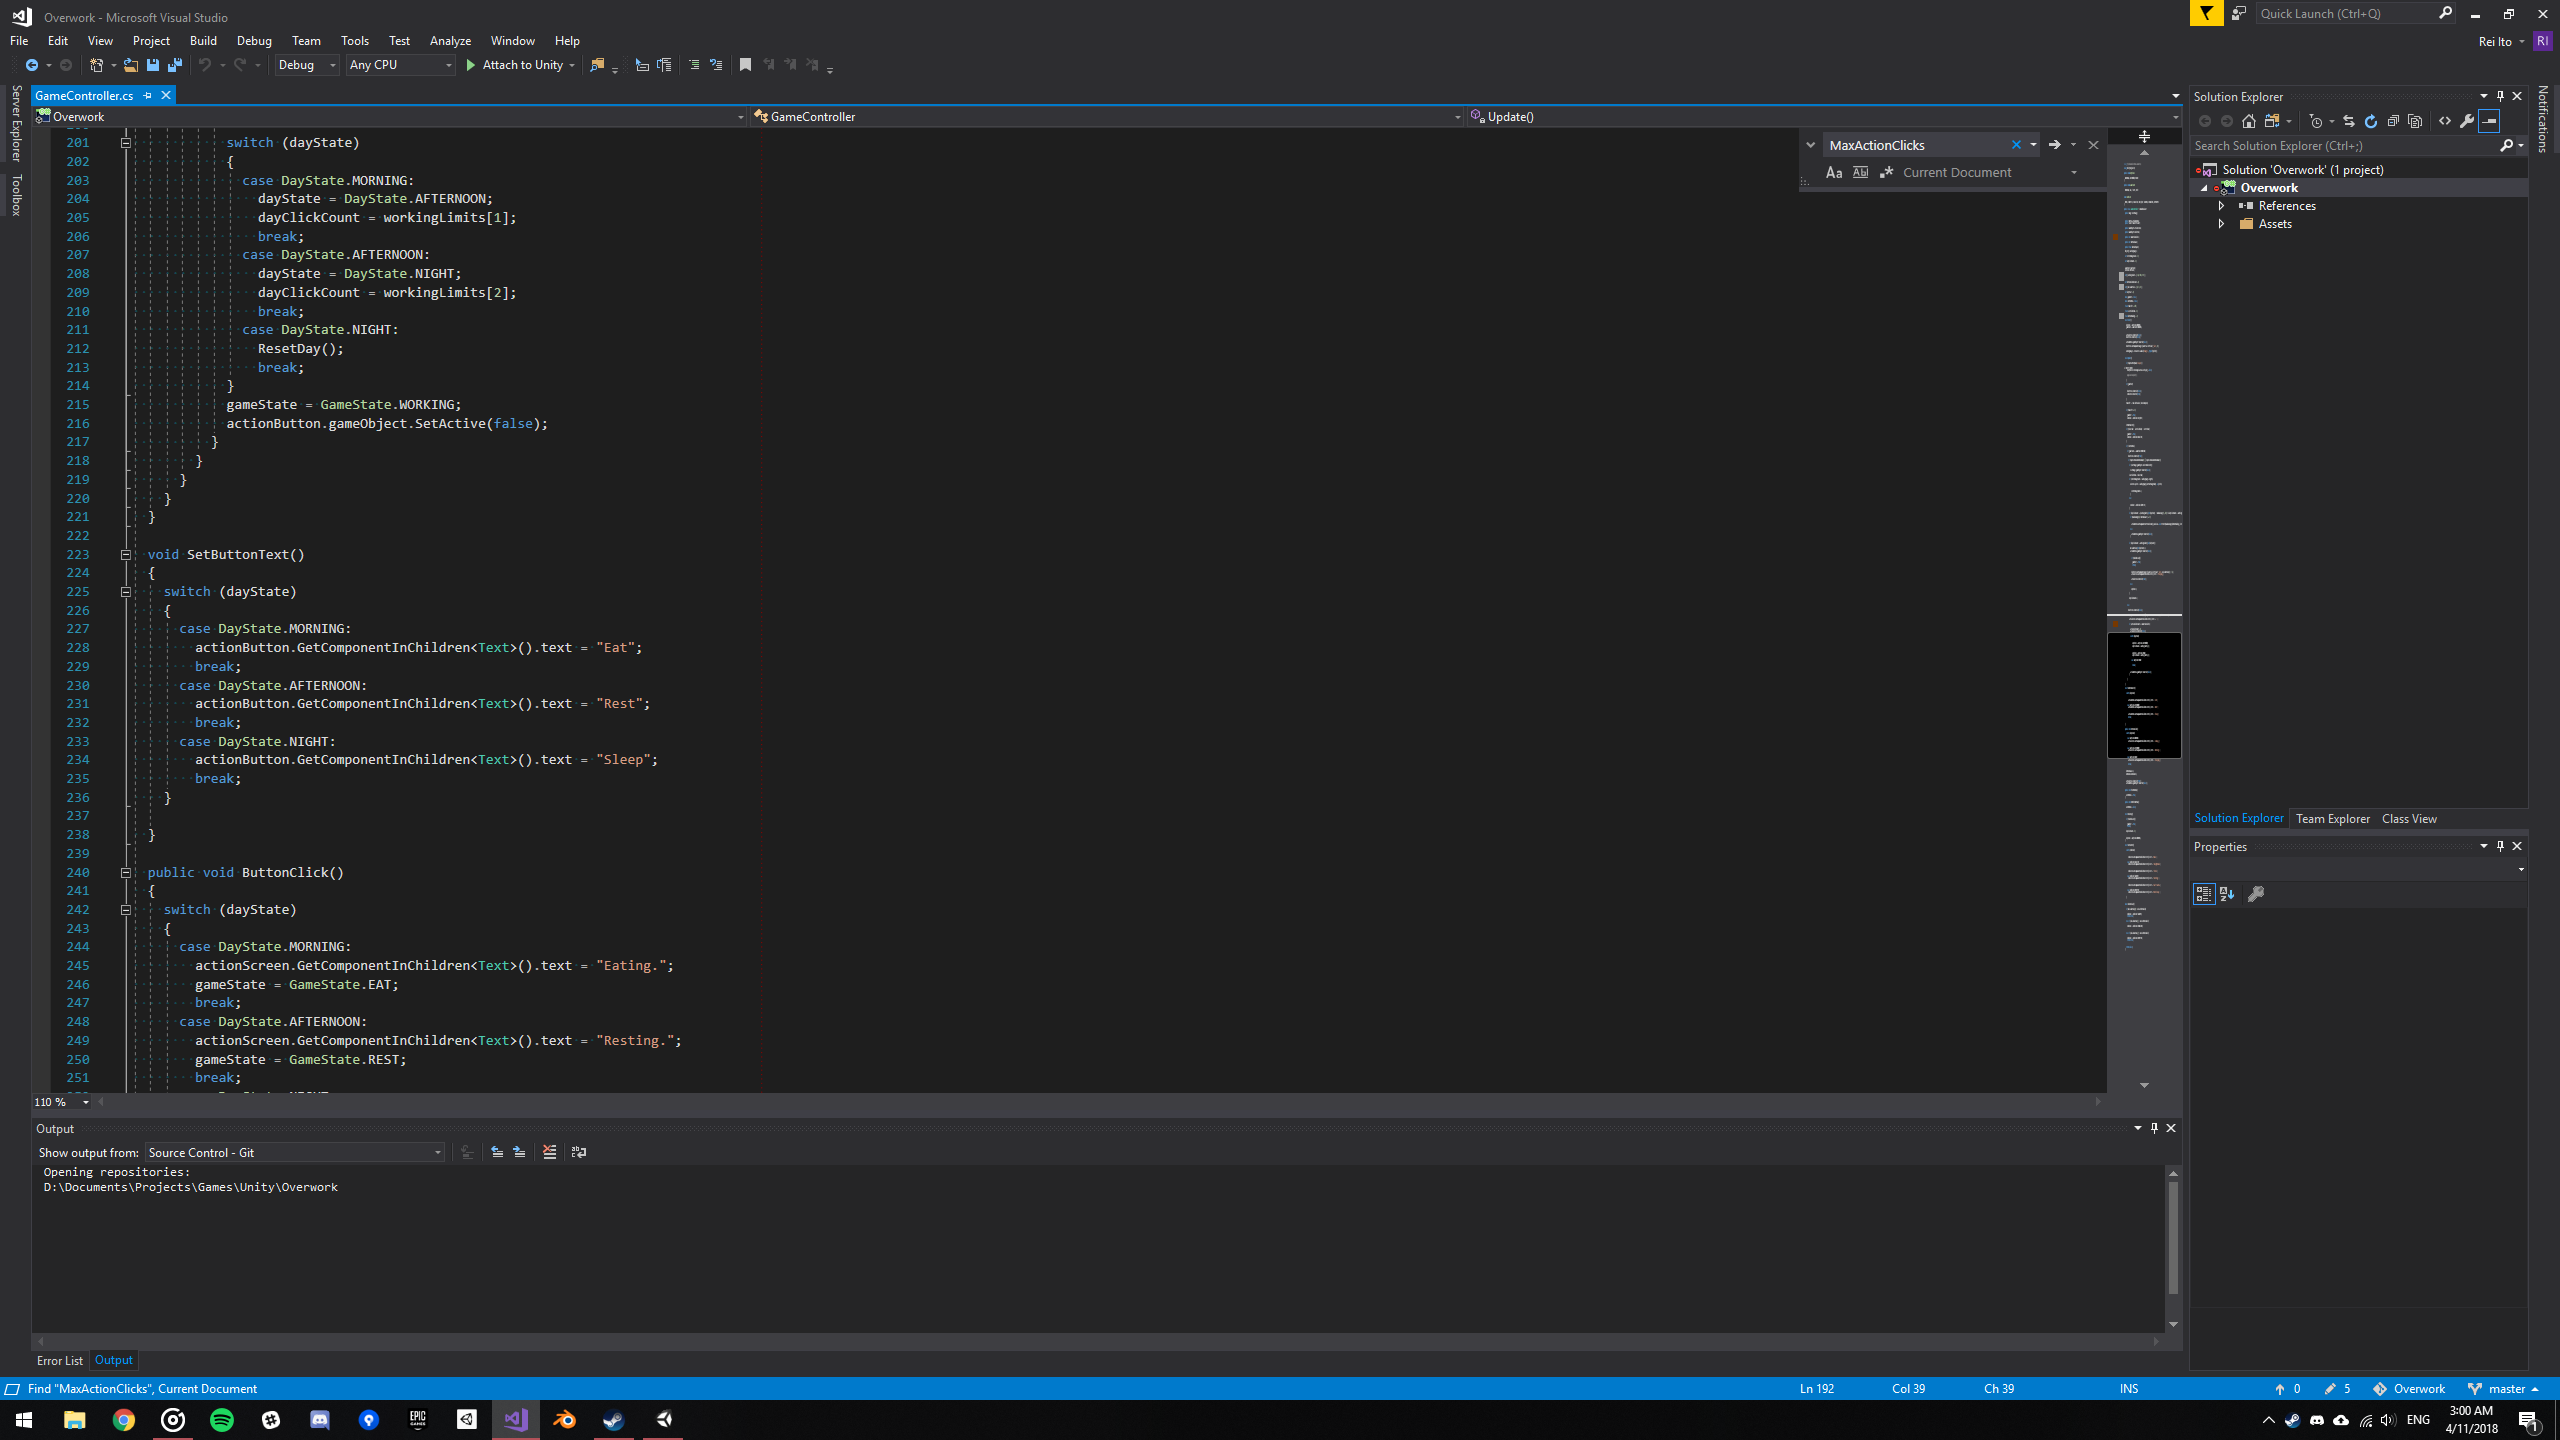 Overwork - Microsoft Visual Studio
Quick Launch (Ctrl+Q)
File Edit View Project Build Debug Team Tools Test Analyze Window Help
Rei Ito RI
Debug Any CPU Attach to Unity
Server Explorer
Toolbox
GameController.cs
Overwork GameController Update()
MaxActionClicks
Aa Current Document
201 switch (dayState)
202 {
203 case DayState.MORNING:
204 dayState = DayState.AFTERNOON;
205 dayClickCount = workingLimits[1];
206 break;
207 case DayState.AFTERNOON:
208 dayState = DayState.NIGHT;
209 dayClickCount = workingLimits[2];
210 break;
211 case DayState.NIGHT:
212 ResetDay();
213 break;
214 }
215 gameState = GameState.WORKING;
216 actionButton.gameObject.SetActive(false);
217 }
218 }
219 }
220 }
221 }
222
223 void SetButtonText()
224 {
225 switch (dayState)
226 {
227 case DayState.MORNING:
228 actionButton.GetComponentInChildren<Text>().text = "Eat";
229 break;
230 case DayState.AFTERNOON:
231 actionButton.GetComponentInChildren<Text>().text = "Rest";
232 break;
233 case DayState.NIGHT:
234 actionButton.GetComponentInChildren<Text>().text = "Sleep";
235 break;
236 }
237
238 }
239
240 public void ButtonClick()
241 {
242 switch (dayState)
243 {
244 case DayState.MORNING:
245 actionScreen.GetComponentInChildren<Text>().text = "Eating.";
246 gameState = GameState.EAT;
247 break;
248 case DayState.AFTERNOON:
249 actionScreen.GetComponentInChildren<Text>().text = "Resting.";
250 gameState = GameState.REST;
251 break;
110 %
Output
Show output from: Source Control - Git
Opening repositories:
D:\Documents\Projects\Games\Unity\Overwork
Error List Output
Solution Explorer
Search Solution Explorer (Ctrl+;)
Solution 'Overwork' (1 project)
Overwork
References
Assets
Solution Explorer Team Explorer Class View
Properties
Notifications
Find "MaxActionClicks", Current Document Ln 192 Col 39 Ch 39 INS 0 5 Overwork master
EPIC GAMES
ENG
3:00 AM
4/11/2018
1